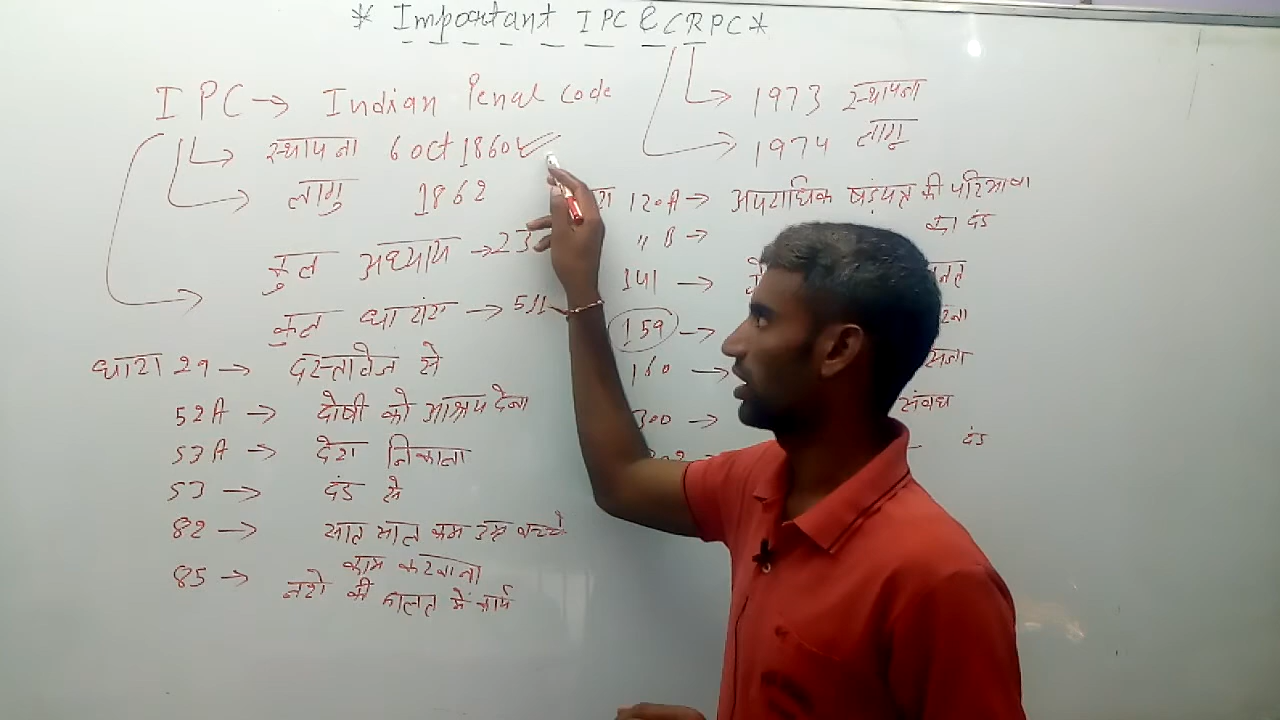 * Important IPC & CRPC *
IPC → Indian Penal Code
→ स्थापना 6 oct 1860
→ लागु 1862
कुल अध्याय → 23
कुल धाराएं → 511
धारा 29 → दस्तावेज से
52A → दोषी को आश्रय देना
53A → देश निकाला
53 → दंड से
82 → सात साल कम उम्र बच्चे
काम करवाना
85 → नशे की हालत में कार्य
→ 1973 स्थापना
→ 1974 लागू
120A → अपराधिक षड़यंत्र की परिभाषा
" B → का दंड
141 →
159 →
160 →
300 → संबंध
दंड